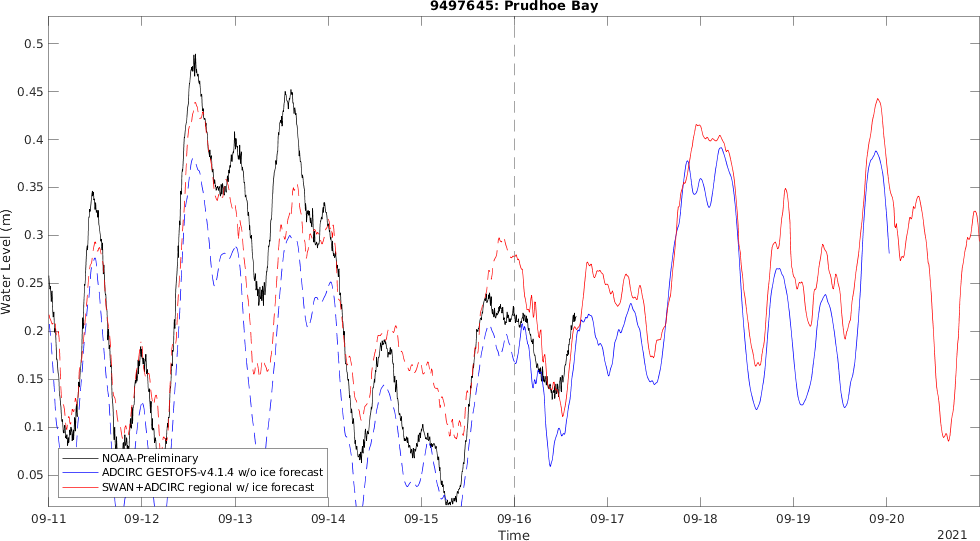 9497645: Prudhoe Bay
Water Level (m)
0.5
0.45
0.4
0.35
0.3
0.25
0.2
0.15
0.1
0.05
NOAA-Preliminary
ADCIRC GESTOFS-v4.1.4 w/o ice forecast
SWAN+ADCIRC regional w/ ice forecast
09-11 09-12 09-13 09-14 09-15 09-16 09-17 09-18 09-19 09-20
Time
2021